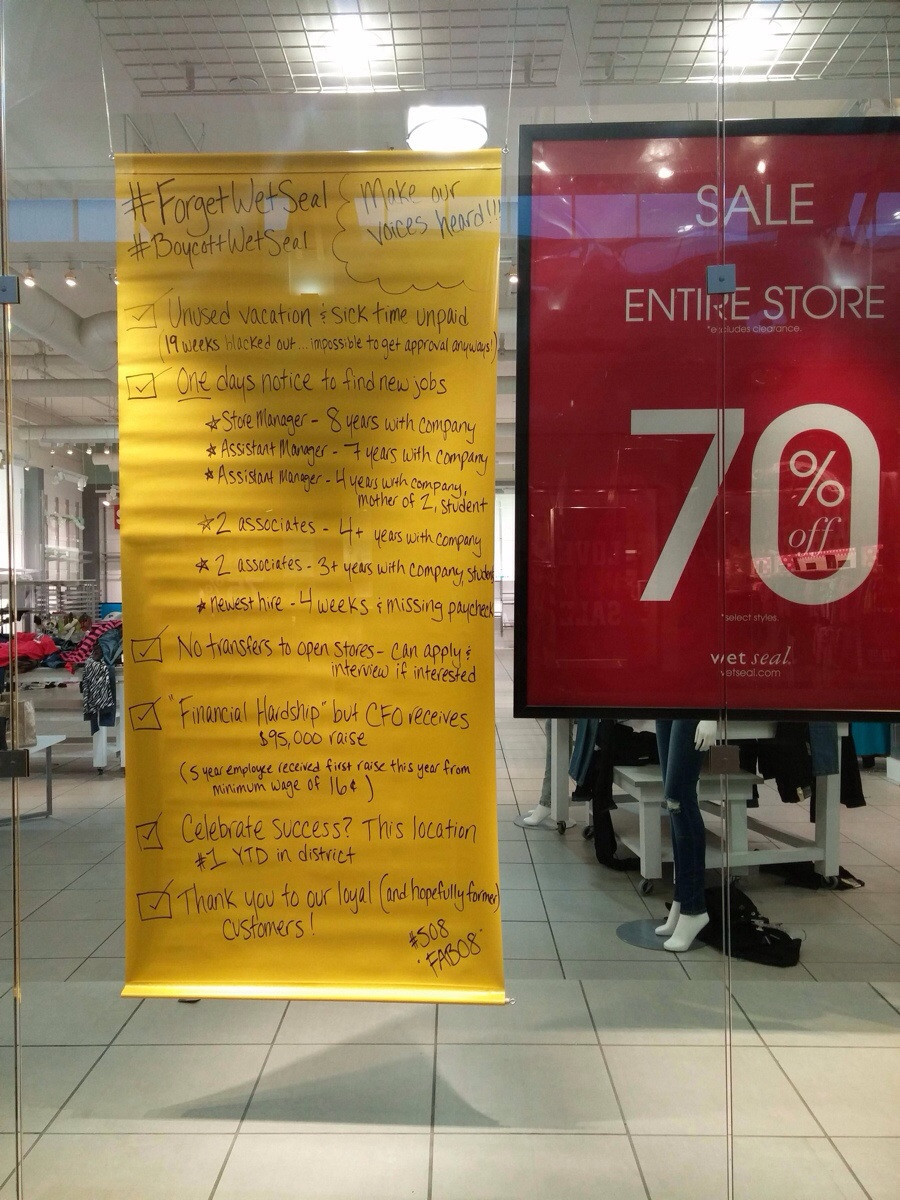 #ForgetWetSeal
#BoycottWetSeal
Make our
voices heard!!!
Unused vacation & sick time unpaid
(19 weeks blacked out... impossible to get approval anyways!)
One days notice to find new jobs
☆ Store Manager - 8 years with company
☆ Assistant Manager - 7 years with company
☆ Assistant Manager - 4 years with company,
mother of 2, student
☆ 2 associates - 4+ years with company
☆ 2 associates - 3+ years with company, student
☆ newest hire - 4 weeks & missing paycheck
No transfers to open stores - can apply &
interview if interested
"Financial Hardship" but CFO receives
$95,000 raise
(5 year employee received first raise this year from
minimum wage of 16¢)
Celebrate Success? This location
#1 YTD in district
Thank you to our loyal (and hopefully former)
customers!
#508
"FAB08"
SALE
ENTIRE STORE
*excludes clearance.
70
%
off
*select styles.
wet seal.
wetseal.com